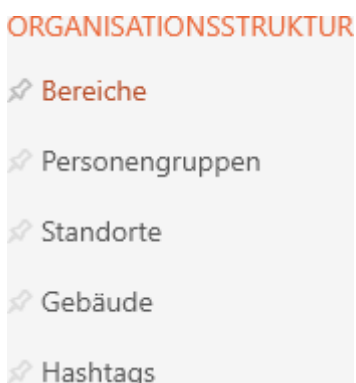 ORGANISATIONSSTRUKTUR
Bereiche
Personengruppen
Standorte
Gebäude
Hashtags